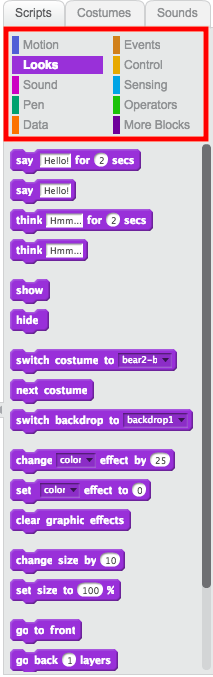 Scripts Costumes Sounds
Motion Events
Looks Control
Sound Sensing
Pen Operators
Data More Blocks
say Hello! for 2 secs
say Hello!
think Hmm... for 2 secs
think Hmm...
show
hide
switch costume to bear2-b
next costume
switch backdrop to backdrop1
change color effect by 25
set color effect to 0
clear graphic effects
change size by 10
set size to 100 %
go to front
go back 1 layers